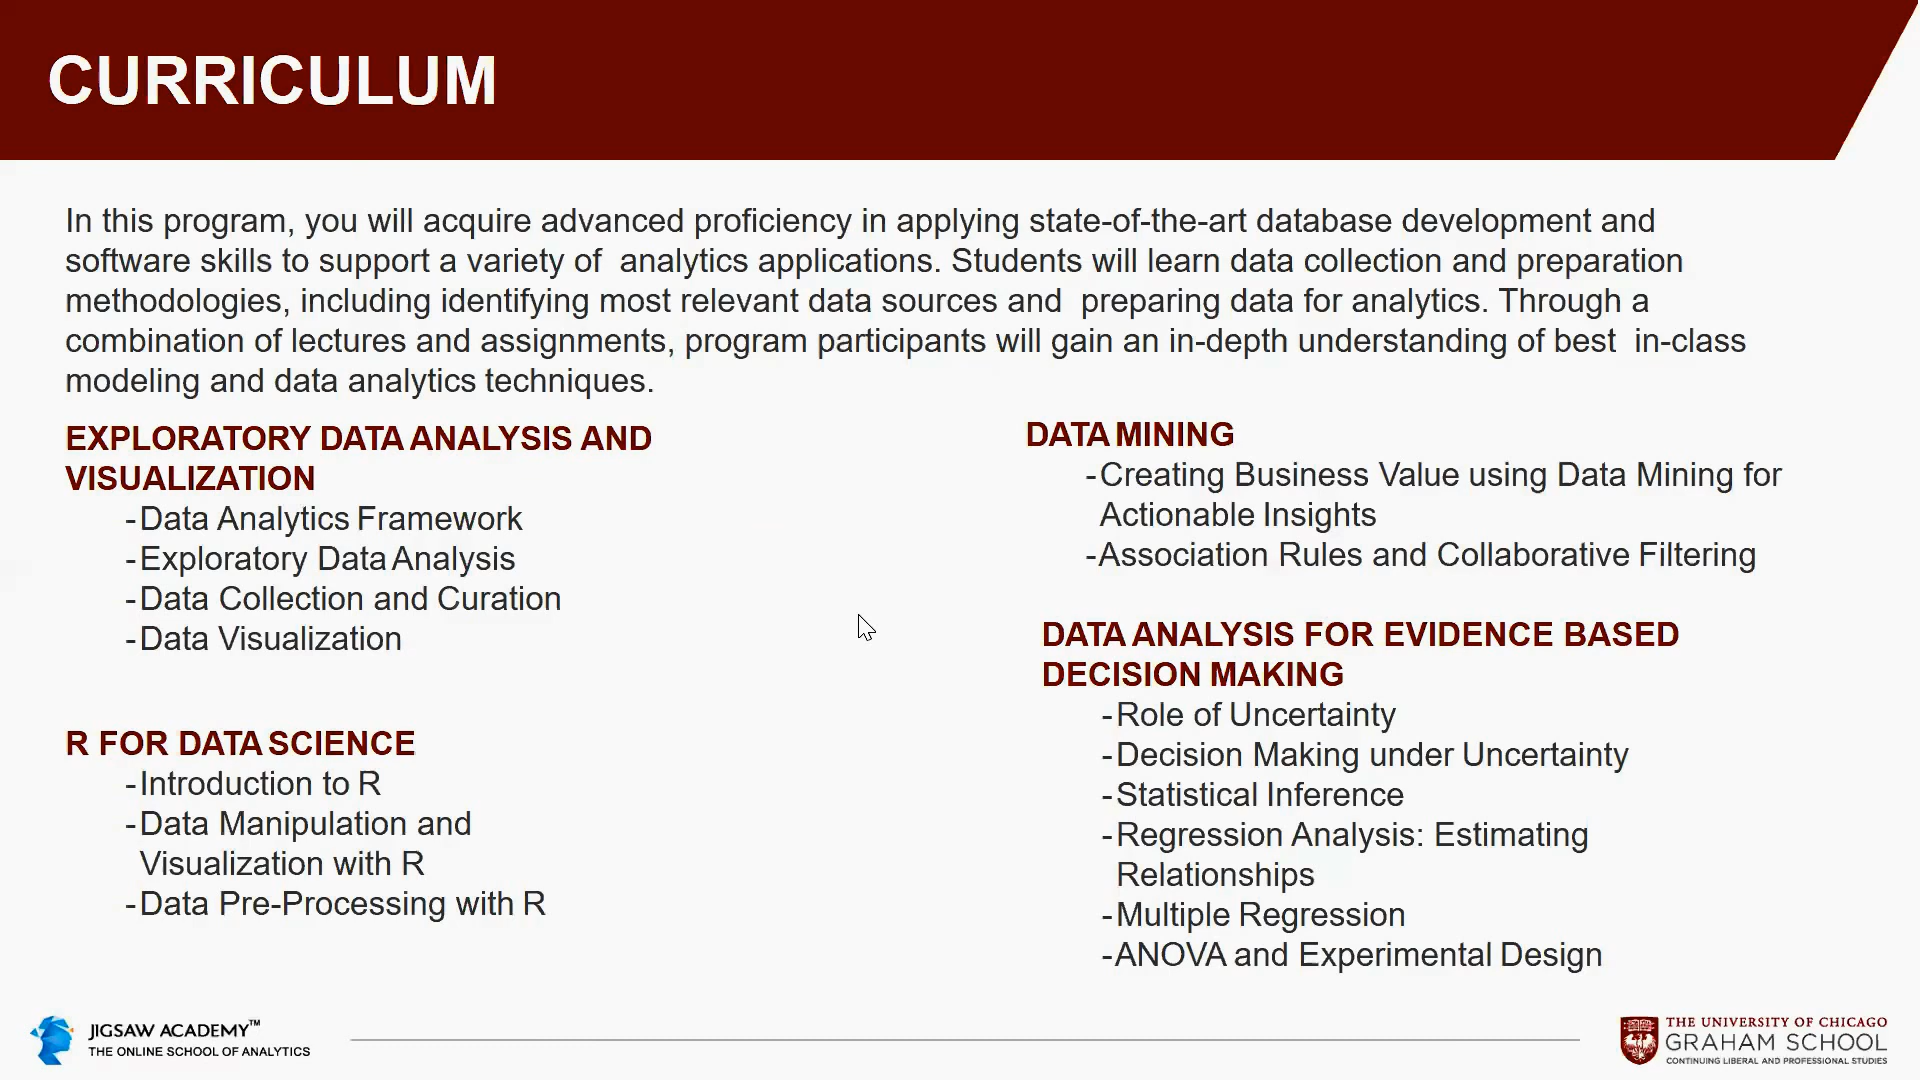 CURRICULUM
In this program, you will acquire advanced proficiency in applying state-of-the-art database development and
software skills to support a variety of analytics applications. Students will learn data collection and preparation
methodologies, including identifying most relevant data sources and preparing data for analytics. Through a
combination of lectures and assignments, program participants will gain an in-depth understanding of best in-class
modeling and data analytics techniques.
EXPLORATORY DATA ANALYSIS AND
VISUALIZATION
-Data Analytics Framework
-Exploratory Data Analysis
-Data Collection and Curation
-Data Visualization
R FOR DATA SCIENCE
-Introduction to R
-Data Manipulation and
Visualization with R
-Data Pre-Processing with R
DATA MINING
-Creating Business Value using Data Mining for
Actionable Insights
-Association Rules and Collaborative Filtering
DATA ANALYSIS FOR EVIDENCE BASED
DECISION MAKING
-Role of Uncertainty
-Decision Making under Uncertainty
-Statistical Inference
-Regression Analysis: Estimating
Relationships
-Multiple Regression
-ANOVA and Experimental Design
JIGSAW ACADEMY™
THE ONLINE SCHOOL OF ANALYTICS
THE UNIVERSITY OF CHICAGO
GRAHAM SCHOOL
CONTINUING LIBERAL AND PROFESSIONAL STUDIES